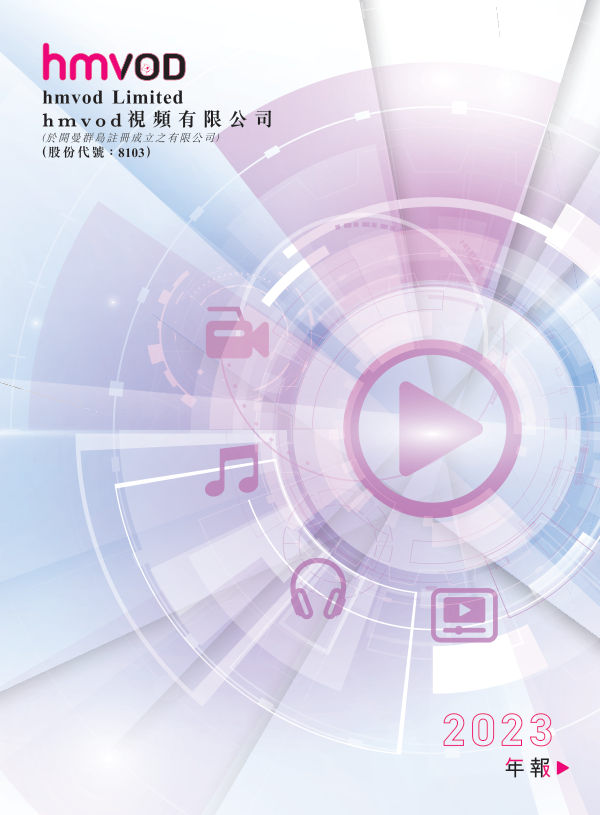 hmvod
hmvod Limited
hmvod視頻有限公司
(於開曼群島註冊成立之有限公司)
(股份代號：8103)
2023
年報